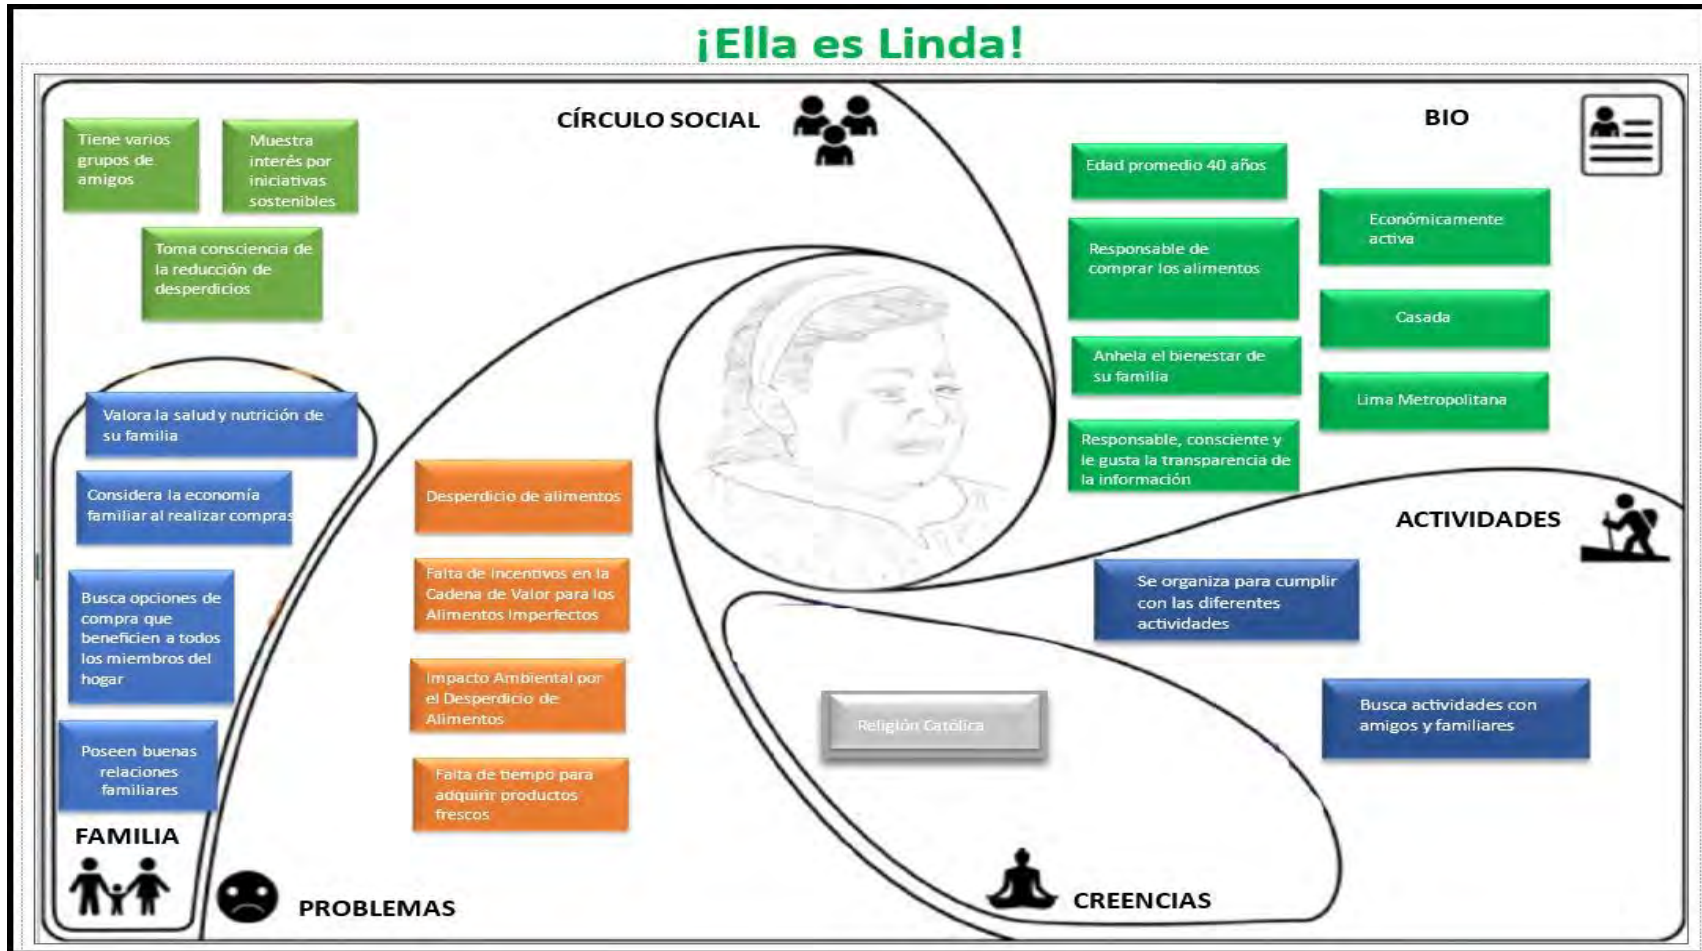 ¡Ella es Linda!
CÍRCULO SOCIAL
Tiene varios
grupos de
amigos
Muestra
interés por
iniciativas
sostenibles
Toma consciencia de
la reducción de
desperdicios
BIO
Edad promedio 40 años
Responsable de
comprar los alimentos
Anhela el bienestar de
su familia
Responsable, consciente y
le gusta la transparencia de
la información
Económicamente
activa
Casada
Lima Metropolitana
Valora la salud y nutrición de
su familia
Considera la economía
familiar al realizar compras
Busca opciones de
compra que
beneficien a todos
los miembros del
hogar
Poseen buenas
relaciones
familiares
FAMILIA
Desperdicio de alimentos
Falta de Incentivos en la
Cadena de Valor para los
Alimentos Imperfectos
Impacto Ambiental por
el Desperdicio de
Alimentos
Falta de tiempo para
adquirir productos
frescos
PROBLEMAS
ACTIVIDADES
Se organiza para cumplir
con las diferentes
actividades
Busca actividades con
amigos y familiares
Religión Católica
CREENCIAS